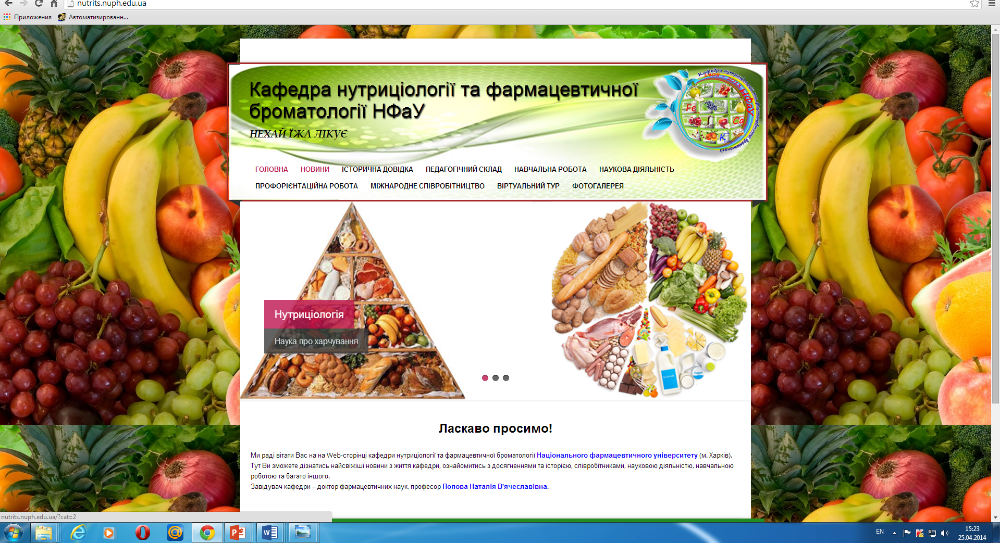 nutrits.nuph.edu.ua
Приложения
Автоматизированн...
Кафедра нутриціології та фармацевтичної
броматології НФаУ
НЕХАЙ ЇЖА ЛІКУЄ
1805
НФаУ
Fe
I
Ca
K
ГОЛОВНА НОВИНИ ІСТОРИЧНА ДОВІДКА ПЕДАГОГІЧНИЙ СКЛАД НАВЧАЛЬНА РОБОТА НАУКОВА ДІЯЛЬНІСТЬ
ПРОФОРІЄНТАЦІЙНА РОБОТА МІЖНАРОДНЕ СПІВРОБІТНИЦТВО ВІРТУАЛЬНИЙ ТУР ФОТОГАЛЕРЕЯ
Нутриціологія
Наука про харчування
Yogurt
Ласкаво просимо!
Ми раді вітати Вас на на Web-сторінці кафедри нутриціології та фармацевтичної броматології Національного фармацевтичного університету (м. Харків).
Тут Ви зможете дізнатись найсвіжіші новини з життя кафедри, ознайомитись з досягненнями та історією, співробітниками, науковою діяльністю, навчальною
роботою та багато іншого.
Завідувач кафедри – доктор фармацевтичних наук, професор Попова Наталія В'ячеславівна.
nutrits.nuph.edu.ua/?cat=2
EN
15:23
25.04.2014